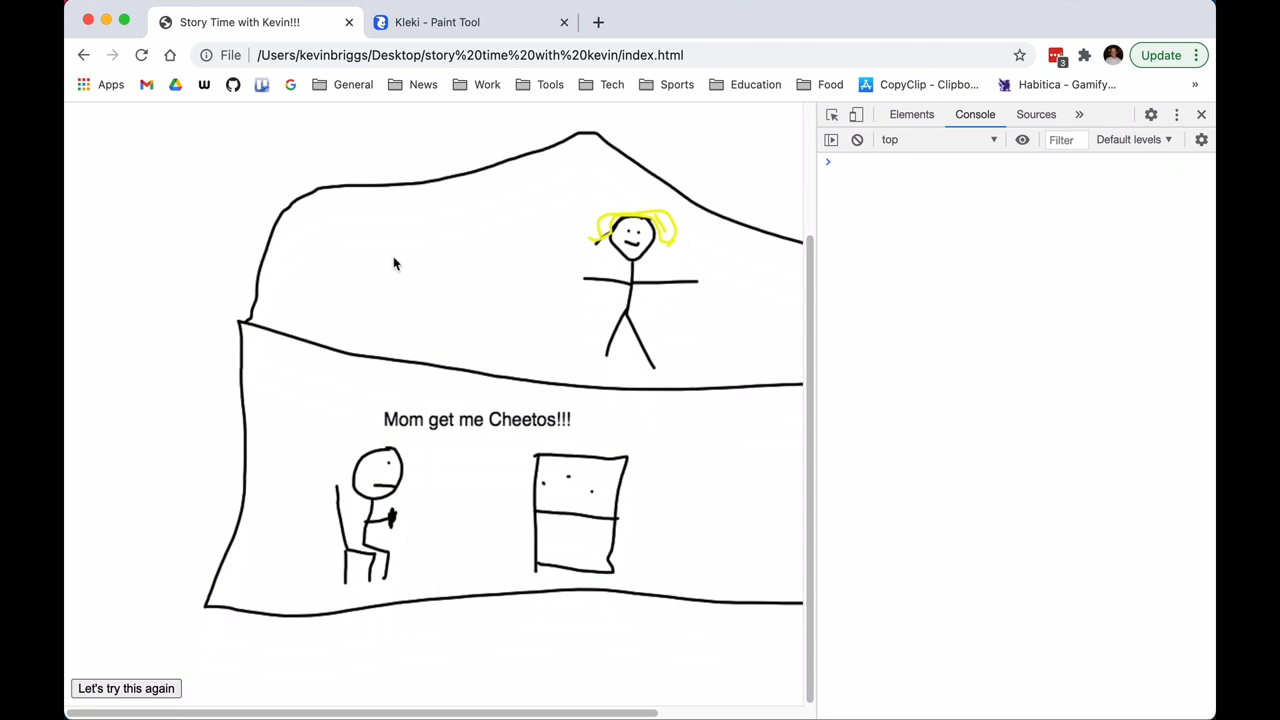 Story Time with Kevin!!!
Kleki - Paint Tool
File
/Users/kevinbriggs/Desktop/story%20time%20with%20kevin/index.html
3
Update
Apps
General
News
Work
Tools
Tech
Sports
Education
Food
CopyClip - Clipbo...
Habitica - Gamify...
»
Elements
Console
Sources
»
top
Filter
Default levels
Mom get me Cheetos!!!
Let's try this again